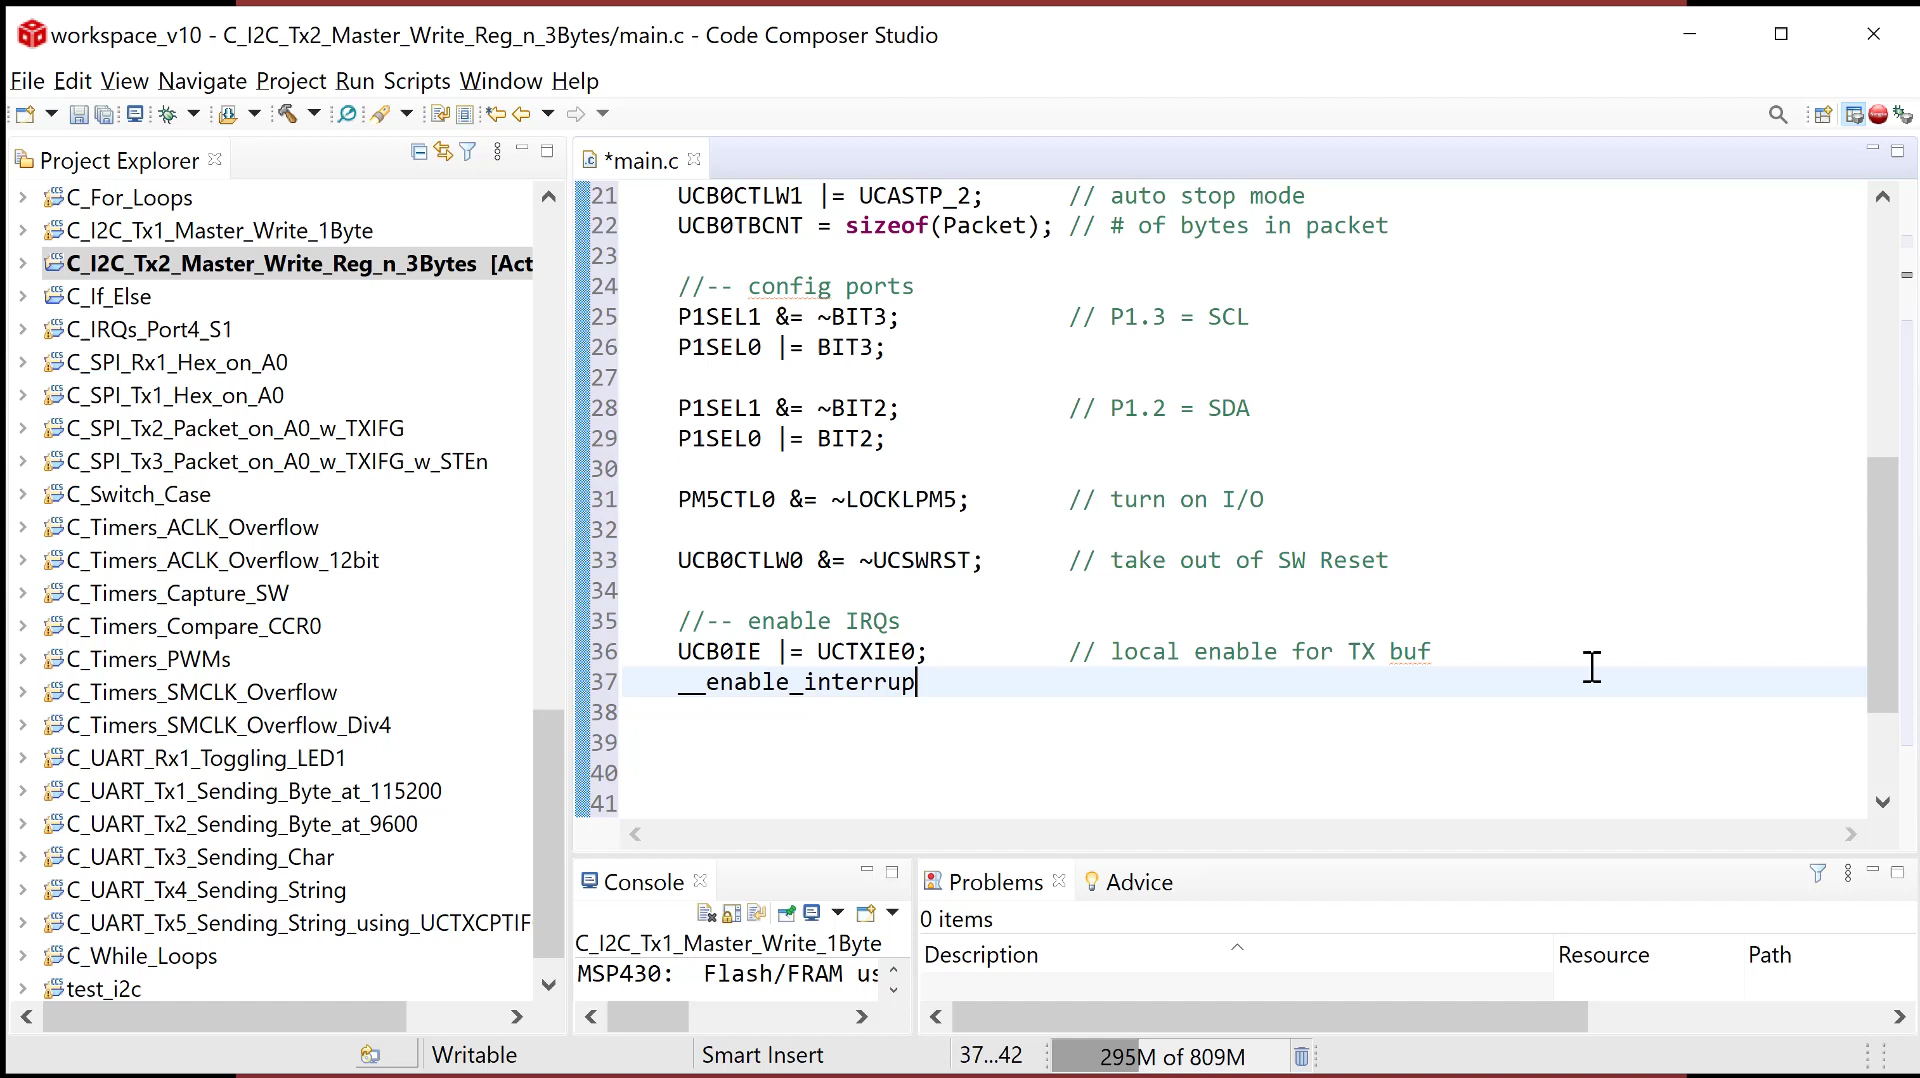 workspace_v10 - C_I2C_Tx2_Master_Write_Reg_n_3Bytes/main.c - Code Composer Studio
File Edit View Navigate Project Run Scripts Window Help
Project Explorer
C_For_Loops
C_I2C_Tx1_Master_Write_1Byte
C_I2C_Tx2_Master_Write_Reg_n_3Bytes [Act
C_If_Else
C_IRQs_Port4_S1
C_SPI_Rx1_Hex_on_A0
C_SPI_Tx1_Hex_on_A0
C_SPI_Tx2_Packet_on_A0_w_TXIFG
C_SPI_Tx3_Packet_on_A0_w_TXIFG_w_STEn
C_Switch_Case
C_Timers_ACLK_Overflow
C_Timers_ACLK_Overflow_12bit
C_Timers_Capture_SW
C_Timers_Compare_CCR0
C_Timers_PWMs
C_Timers_SMCLK_Overflow
C_Timers_SMCLK_Overflow_Div4
C_UART_Rx1_Toggling_LED1
C_UART_Tx1_Sending_Byte_at_115200
C_UART_Tx2_Sending_Byte_at_9600
C_UART_Tx3_Sending_Char
C_UART_Tx4_Sending_String
C_UART_Tx5_Sending_String_using_UCTXCPTIF
C_While_Loops
test_i2c
*main.c
21 UCB0CTLW1 |= UCASTP_2; // auto stop mode
22 UCB0TBCNT = sizeof(Packet); // # of bytes in packet
23
24 //-- config ports
25 P1SEL1 &= ~BIT3; // P1.3 = SCL
26 P1SEL0 |= BIT3;
27
28 P1SEL1 &= ~BIT2; // P1.2 = SDA
29 P1SEL0 |= BIT2;
30
31 PM5CTL0 &= ~LOCKLPM5; // turn on I/O
32
33 UCB0CTLW0 &= ~UCSWRST; // take out of SW Reset
34
35 //-- enable IRQs
36 UCB0IE |= UCTXIE0; // local enable for TX buf
37 __enable_interrup
38
39
40
41
Console
C_I2C_Tx1_Master_Write_1Byte
MSP430: Flash/FRAM us
Problems Advice
0 items
Description Resource Path
Writable Smart Insert 37...42 295M of 809M